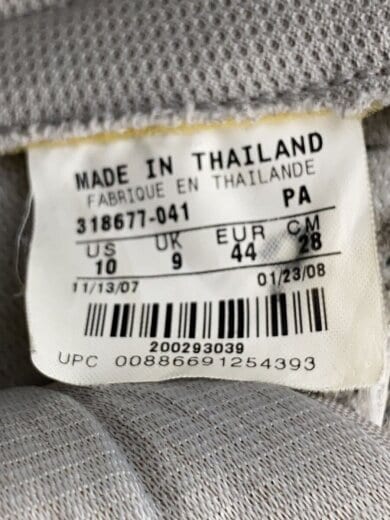 MADE IN THAILAND
FABRIQUE EN THAILANDE
318677-041 PA
US UK EUR CM
10 9 44 28
11/13/07 01/23/08
200293039
UPC 00886691254393